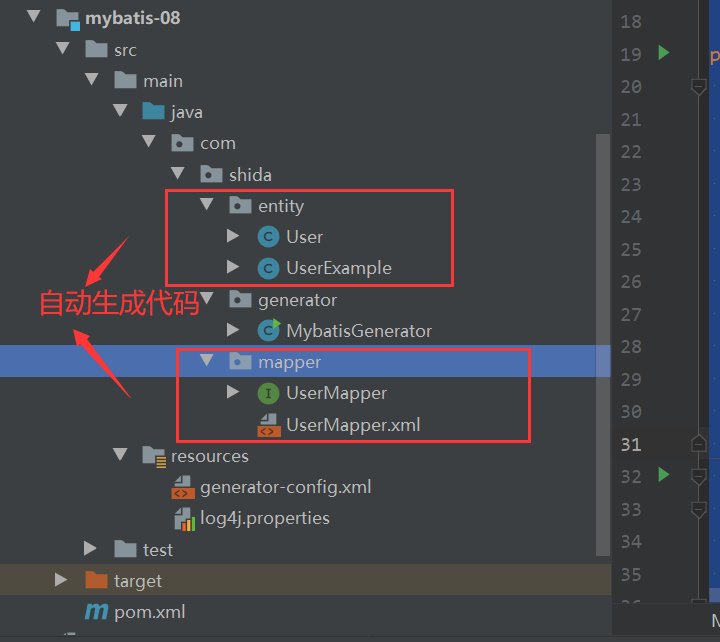 mybatis-08
src
main
java
com
shida
entity
User
UserExample
自动生成代码
generator
MybatisGenerator
mapper
UserMapper
UserMapper.xml
resources
generator-config.xml
log4j.properties
test
target
pom.xml
18
19
20
21
22
23
24
25
26
27
28
29
30
31
32
33
34
35